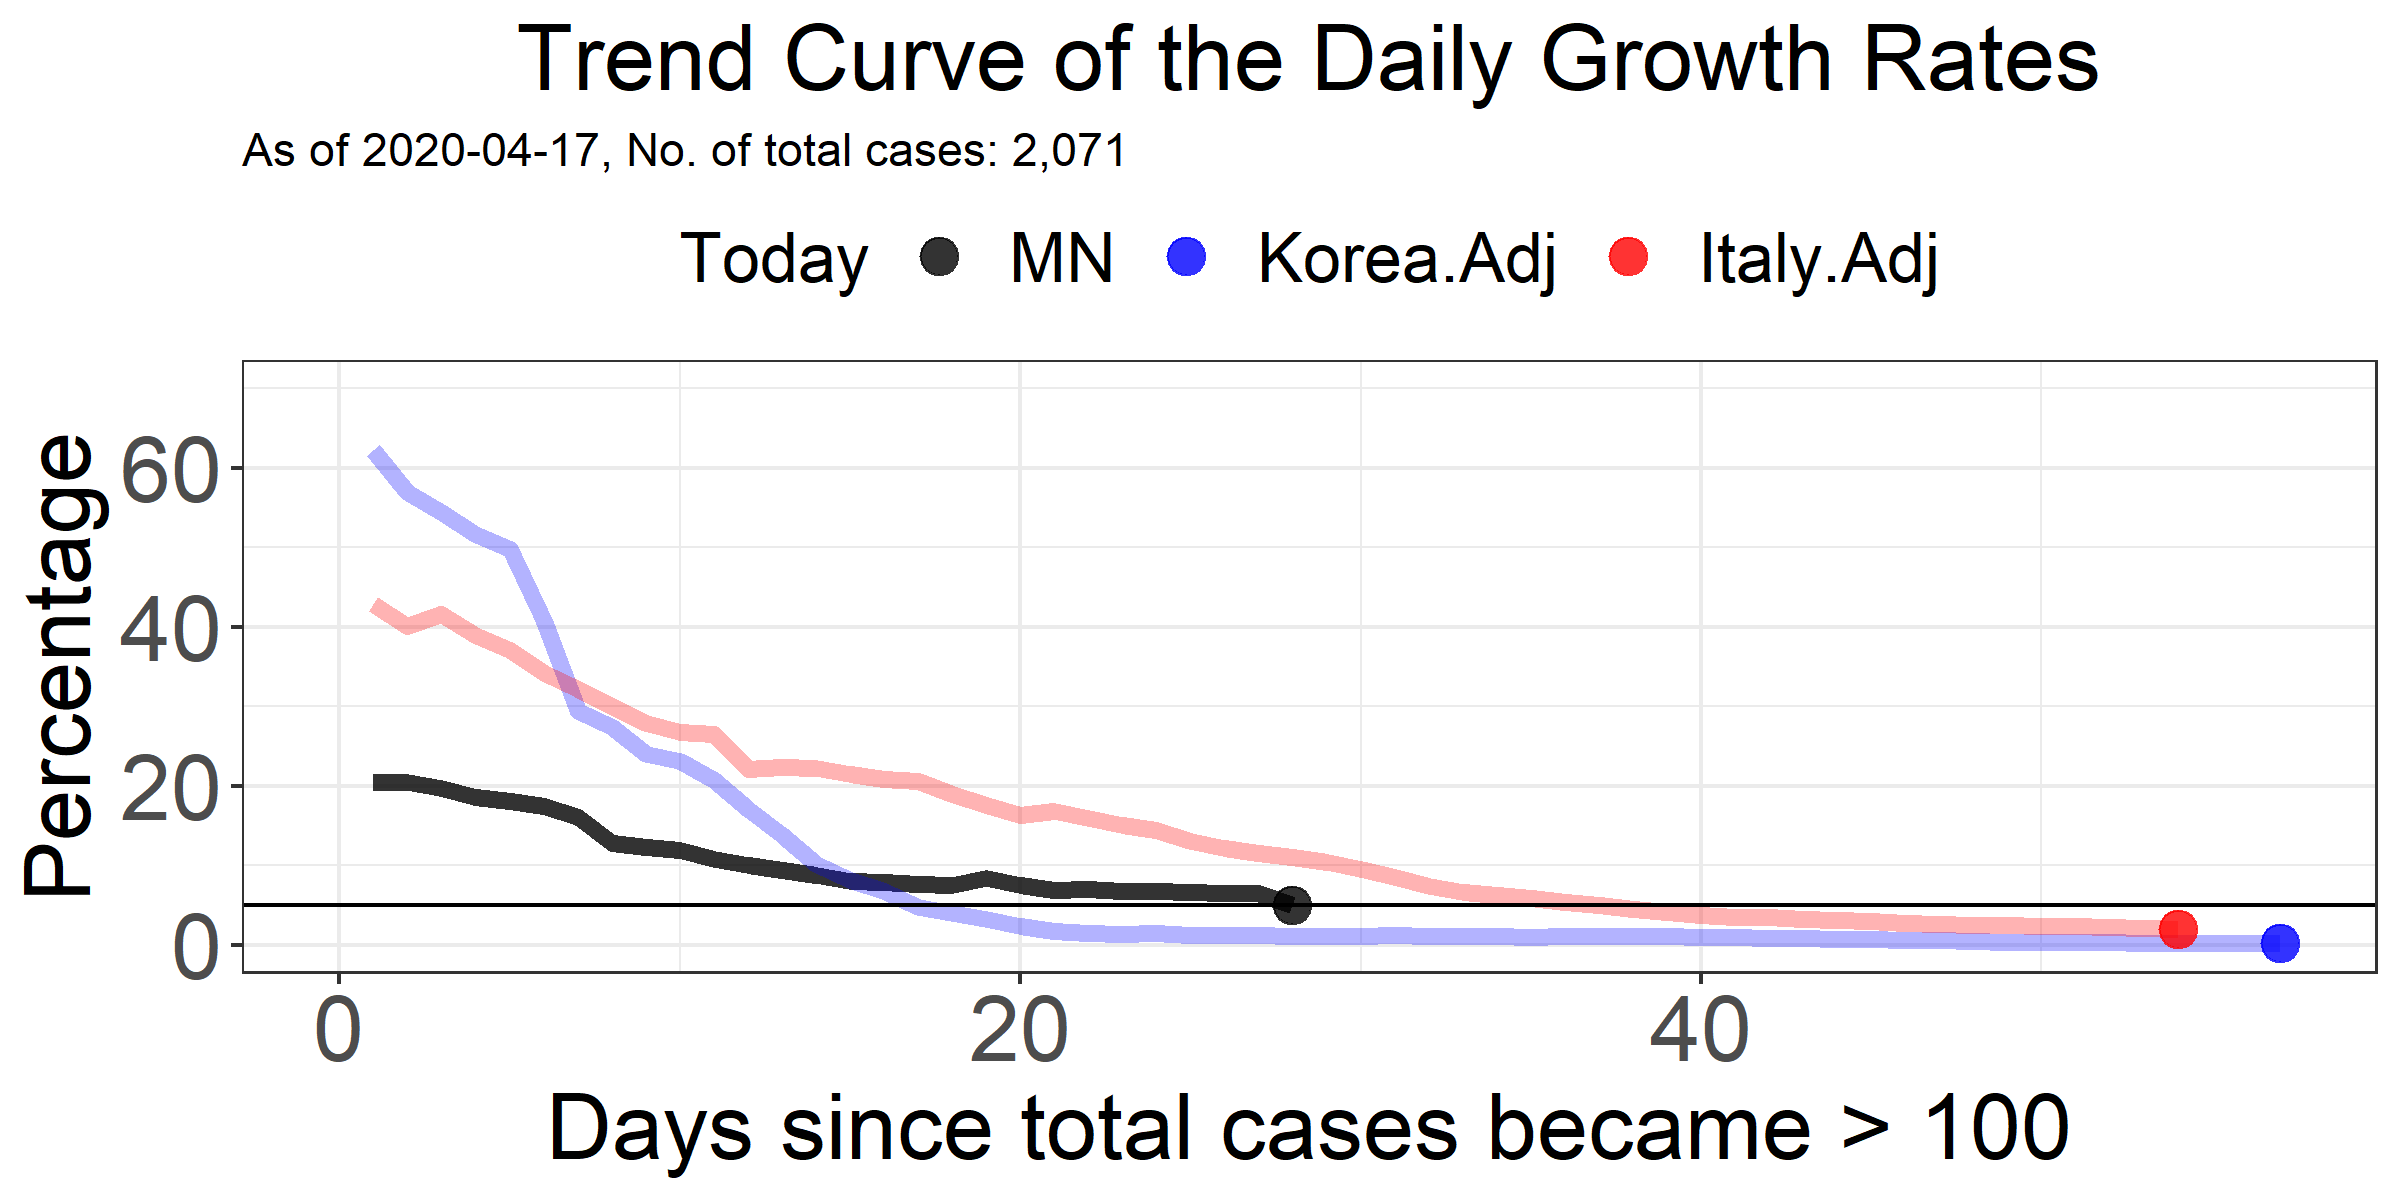 Trend Curve of the Daily Growth Rates
As of 2020-04-17, No. of total cases: 2,071
Today MN Korea.Adj Italy.Adj
Percentage
60
40
20
0
0 20 40
Days since total cases became > 100